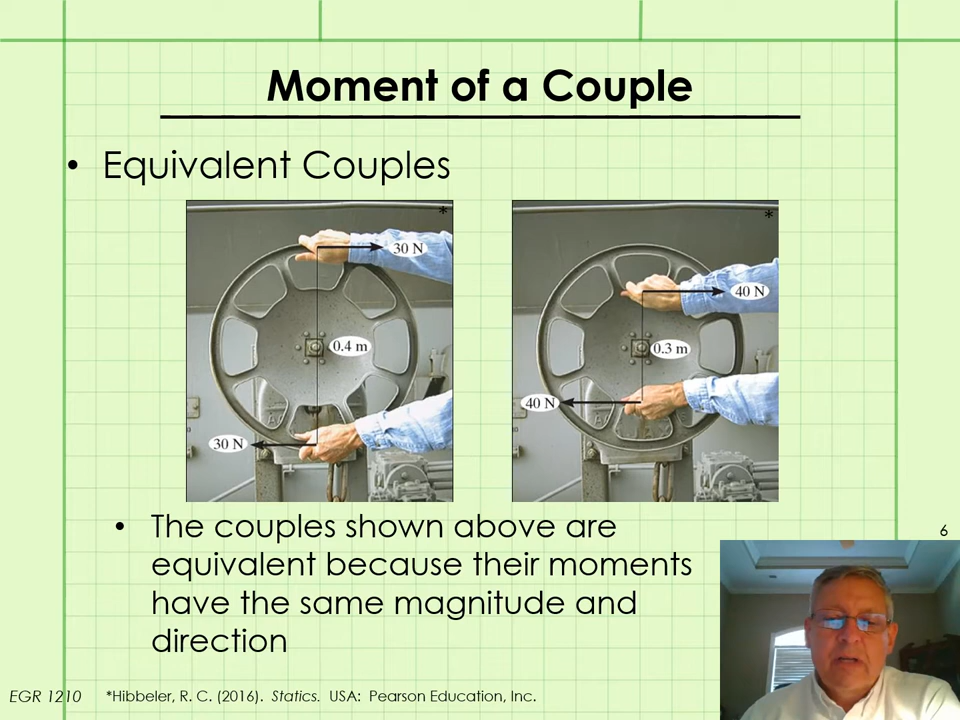 Moment of a Couple
• Equivalent Couples
*
30 N
0.4 m
30 N
*
40 N
0.3 m
40 N
• The couples shown above are
equivalent because their moments
have the same magnitude and
direction
6
EGR 1210
*Hibbeler, R. C. (2016). Statics. USA: Pearson Education, Inc.